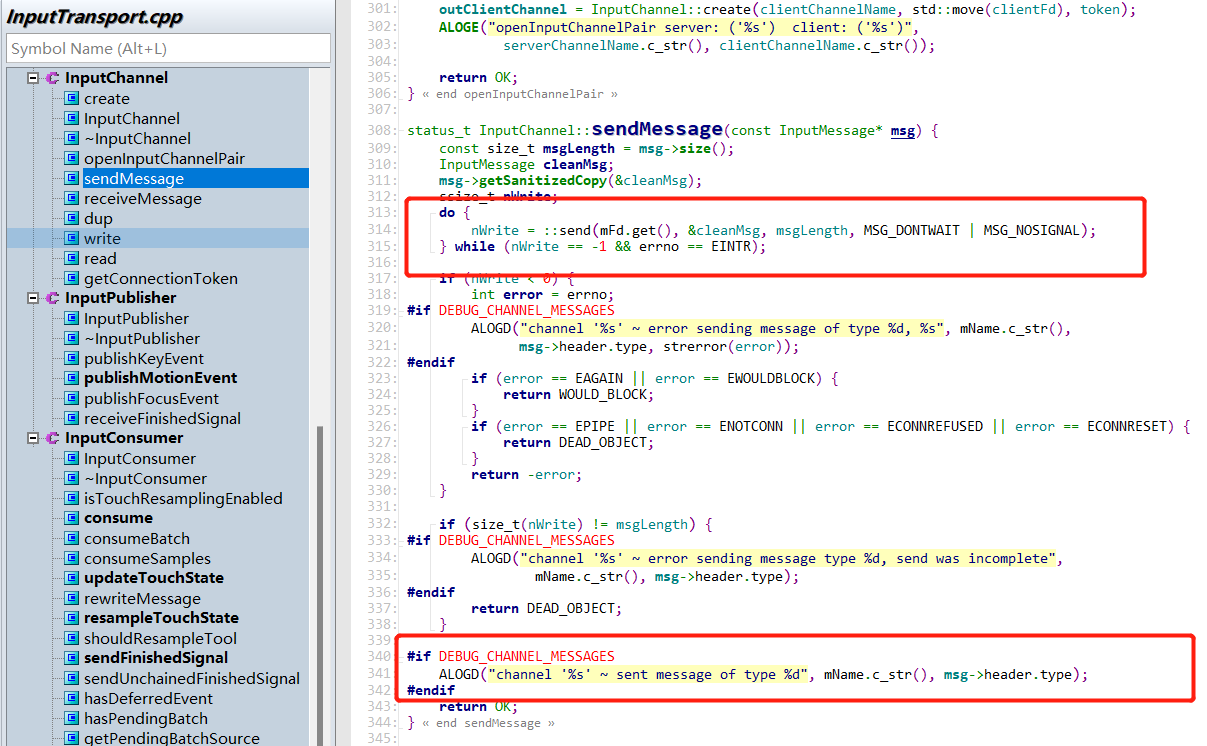 InputTransport.cpp
Symbol Name (Alt+L)
InputChannel
create
InputChannel
~InputChannel
openInputChannelPair
sendMessage
receiveMessage
dup
write
read
getConnectionToken
InputPublisher
InputPublisher
~InputPublisher
publishKeyEvent
publishMotionEvent
publishFocusEvent
receiveFinishedSignal
InputConsumer
InputConsumer
~InputConsumer
isTouchResamplingEnabled
consume
consumeBatch
consumeSamples
updateTouchState
rewriteMessage
resampleTouchState
shouldResampleTool
sendFinishedSignal
sendUnchainedFinishedSignal
hasDeferredEvent
hasPendingBatch
getPendingBatchSource
301: outClientChannel = InputChannel::create(clientChannelName, std::move(clientFd), token);
302: ALOGE("openInputChannelPair server: ('%s') client: ('%s')",
303: serverChannelName.c_str(), clientChannelName.c_str());
304:
305: return OK;
306: } « end openInputChannelPair »
307:
308: status_t InputChannel::sendMessage(const InputMessage* msg) {
309: const size_t msgLength = msg->size();
310: InputMessage cleanMsg;
311: msg->getSanitizedCopy(&cleanMsg);
312: ssize_t nWrite;
313: do {
314: nWrite = ::send(mFd.get(), &cleanMsg, msgLength, MSG_DONTWAIT | MSG_NOSIGNAL);
315: } while (nWrite == -1 && errno == EINTR);
316:
317: if (nWrite < 0) {
318: int error = errno;
319: #if DEBUG_CHANNEL_MESSAGES
320: ALOGD("channel '%s' ~ error sending message of type %d, %s", mName.c_str(),
321: msg->header.type, strerror(error));
322: #endif
323: if (error == EAGAIN || error == EWOULDBLOCK) {
324: return WOULD_BLOCK;
325: }
326: if (error == EPIPE || error == ENOTCONN || error == ECONNREFUSED || error == ECONNRESET) {
327: return DEAD_OBJECT;
328: }
329: return -error;
330: }
331:
332: if (size_t(nWrite) != msgLength) {
333: #if DEBUG_CHANNEL_MESSAGES
334: ALOGD("channel '%s' ~ error sending message type %d, send was incomplete",
335: mName.c_str(), msg->header.type);
336: #endif
337: return DEAD_OBJECT;
338: }
339:
340: #if DEBUG_CHANNEL_MESSAGES
341: ALOGD("channel '%s' ~ sent message of type %d", mName.c_str(), msg->header.type);
342: #endif
343: return OK;
344: } « end sendMessage »
345: